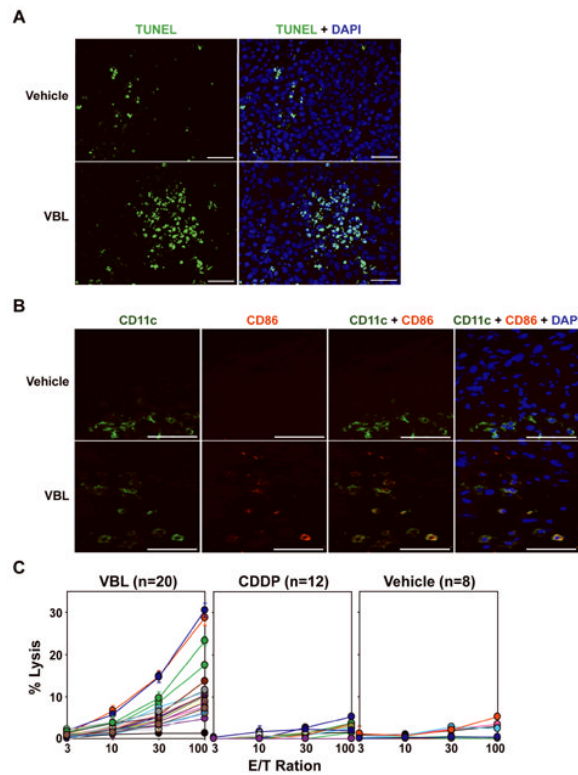 A
TUNEL
TUNEL + DAPI
Vehicle
VBL
B
CD11c
CD86
CD11c + CD86
CD11c + CD86 + DAP
Vehicle
VBL
C
VBL (n=20)
CDDP (n=12)
Vehicle (n=8)
% Lysis
30
20
10
0
3 10 30 100 3 10 30 100 3 10 30 100
E/T Ration